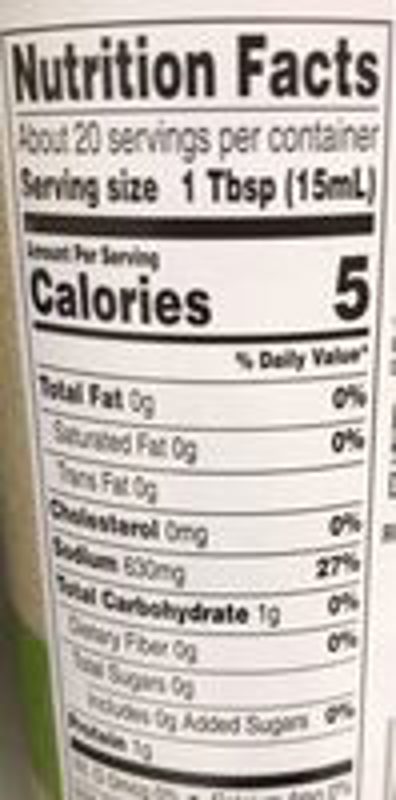 Nutrition Facts
About 20 servings per container
Serving size 1 Tbsp (15mL)
Amount Per Serving
Calories 5
% Daily Value*
Total Fat 0g 0%
Saturated Fat 0g 0%
Trans Fat 0g
Cholesterol 0mg 0%
Sodium 630mg 27%
Total Carbohydrate 1g 0%
Dietary Fiber 0g 0%
Total Sugars 0g
Includes 0g Added Sugars 0%
Protein 1g